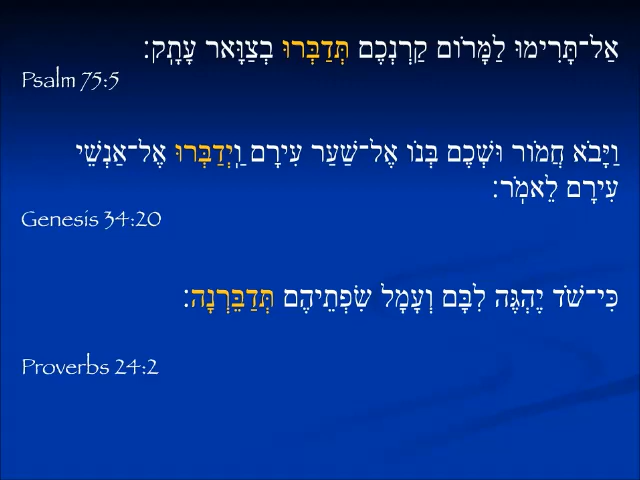 אַל־תָּרִימוּ לַמָּרוֹם קַרְנְכֶם תְּדַבְּרוּ בְצַוָּאר עָתָק׃
Psalm 75:5
וַיָּבֹא חֲמוֹר וּשְׁכֶם בְּנוֹ אֶל־שַׁעַר עִירָם וַיְדַבְּרוּ אֶל־אַנְשֵׁי
עִירָם לֵאמֹר׃
Genesis 34:20
כִּי־שֹׁד יֶהְגֶּה לִבָּם וְעָמָל שִׂפְתֵיהֶם תְּדַבֵּרְנָה׃
Proverbs 24:2